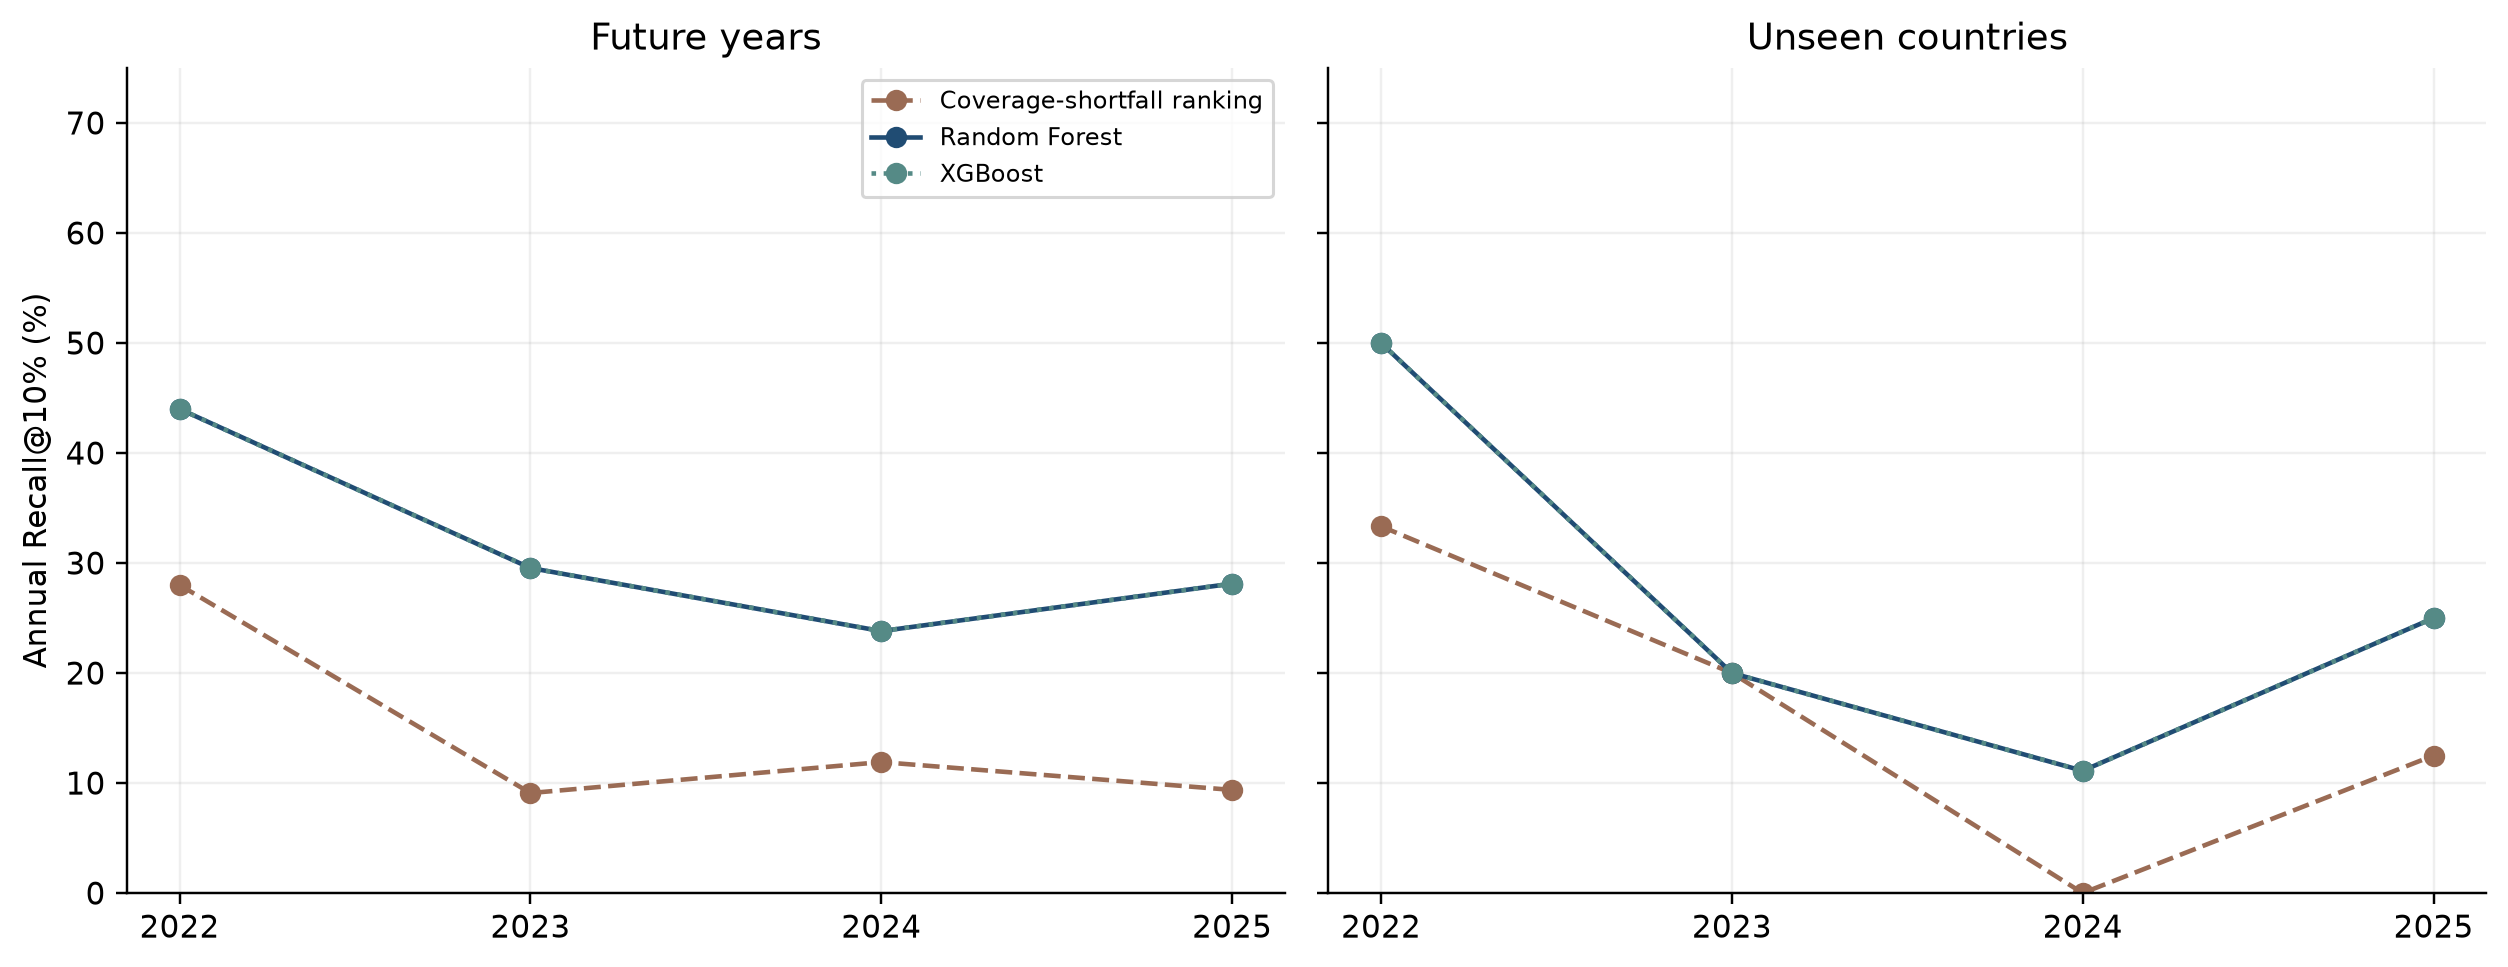 Future years
Unseen countries
Coverage-shortfall ranking
Random Forest
XGBoost
Annual Recall@10% (%)
70
60
50
40
30
20
10
0
2022 2023 2024 2025
2022 2023 2024 2025